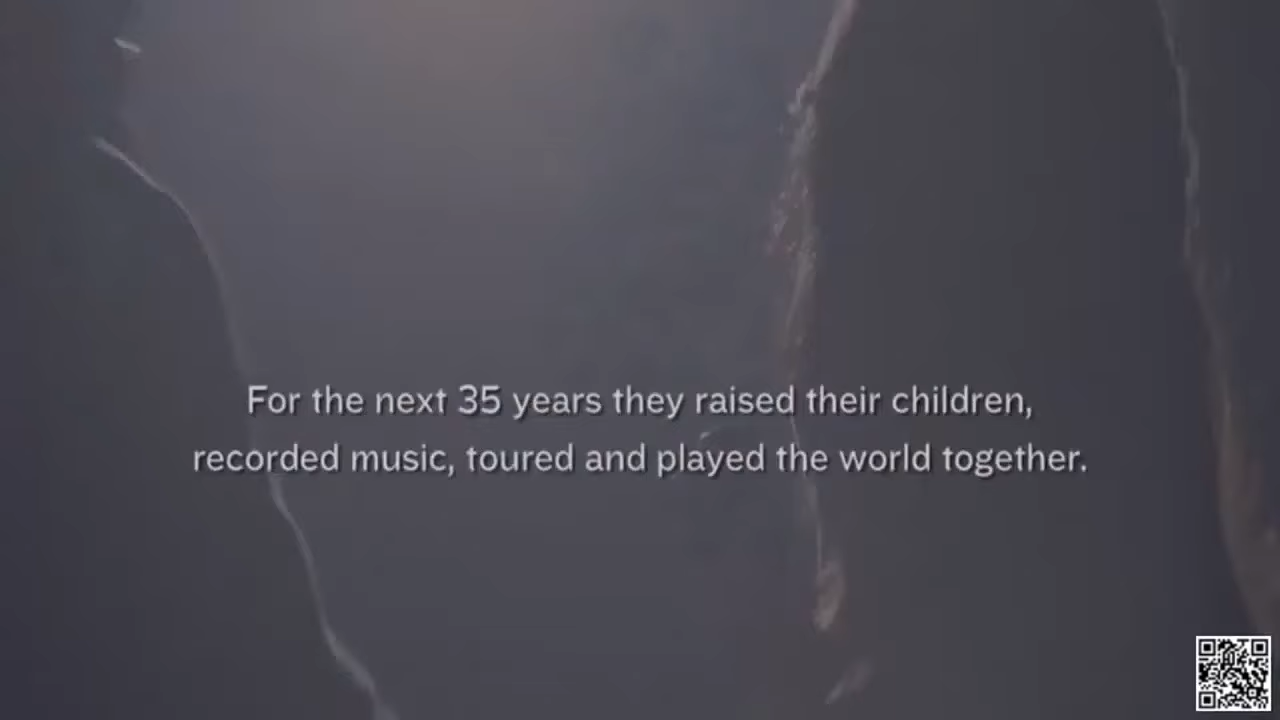 For the next 35 years they raised their children,
recorded music, toured and played the world together.